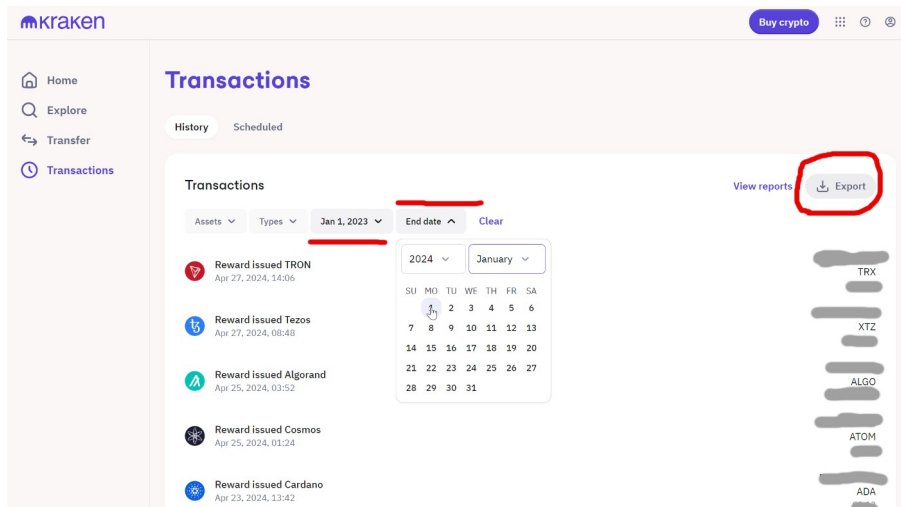 mkraken
Buy crypto
Home
Explore
Transfer
Transactions
Transactions
History Scheduled
Transactions
View reports Export
Assets Types Jan 1, 2023 End date Clear
2024 January
SU MO TU WE TH FR SA
1 2 3 4 5 6
7 8 9 10 11 12 13
14 15 16 17 18 19 20
21 22 23 24 25 26 27
28 29 30 31
Reward issued TRON
Apr 27, 2024, 14:06
TRX
Reward issued Tezos
Apr 27, 2024, 08:48
XTZ
Reward issued Algorand
Apr 25, 2024, 03:52
ALGO
Reward issued Cosmos
Apr 25, 2024, 01:24
ATOM
Reward issued Cardano
Apr 23, 2024, 13:42
ADA